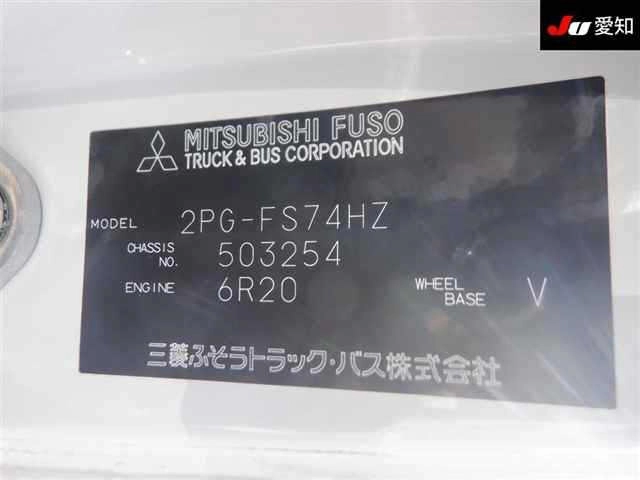 JU 愛知
MITSUBISHI FUSO
TRUCK & BUS CORPORATION
MODEL 2PG-FS74HZ
CHASSIS NO. 503254
ENGINE 6R20 WHEEL BASE V
三菱ふそうトラック・バス株式会社